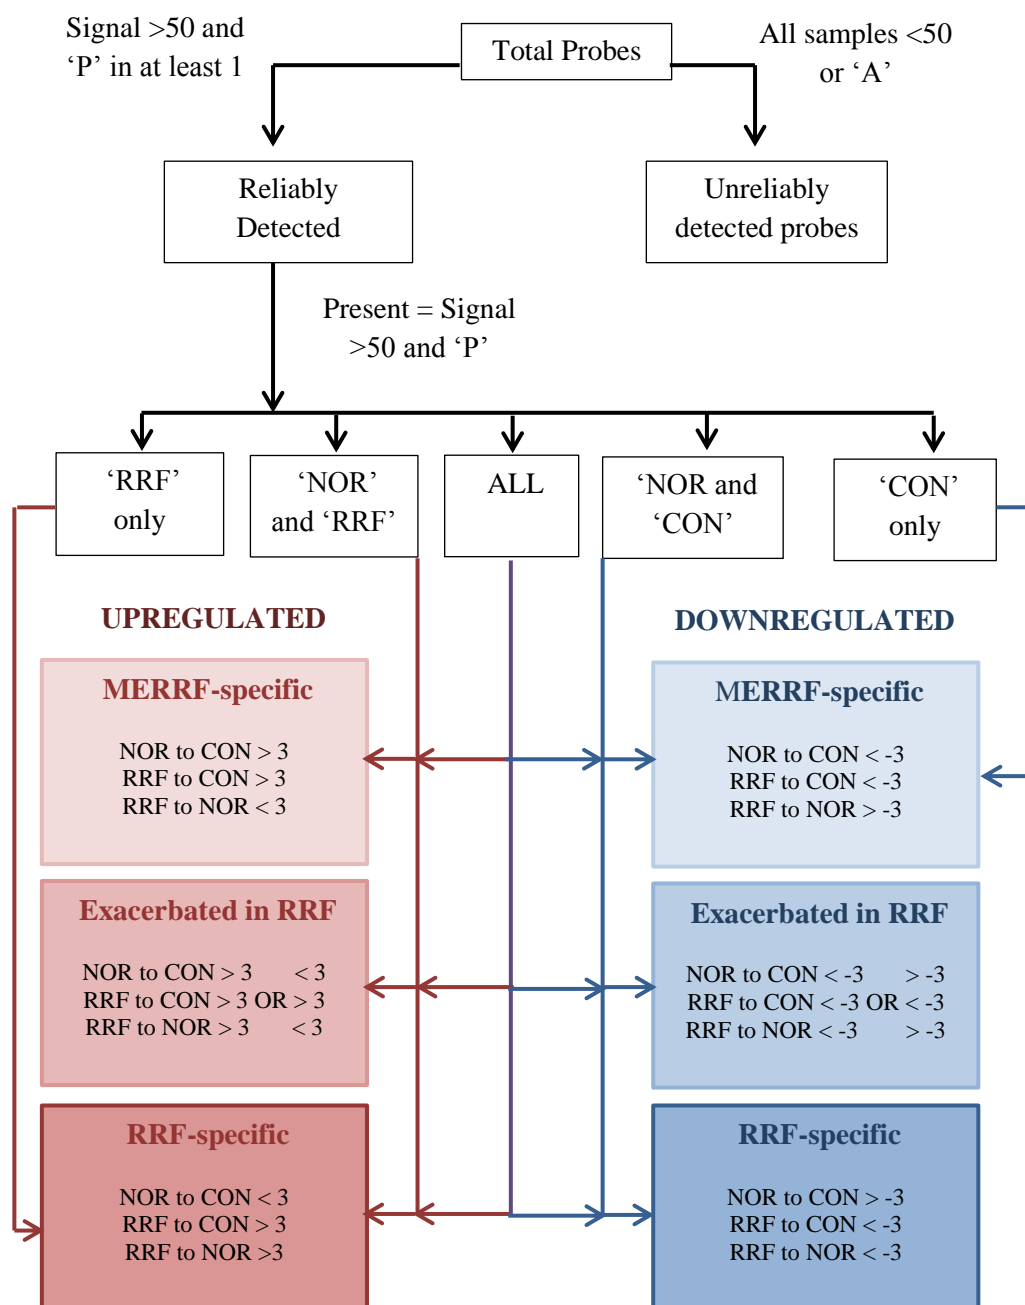 Signal >50 and
‘P’ in at least 1
Total Probes
All samples <50
or ‘A’
Reliably
Detected
Unreliably
detected probes
Present = Signal
>50 and ‘P’
‘RRF’
only
‘NOR’
and ‘RRF’
ALL
‘NOR and
‘CON’
‘CON’
only
UPREGULATED
DOWNREGULATED
MERRF-specific
NOR to CON > 3
RRF to CON > 3
RRF to NOR < 3
MERRF-specific
NOR to CON < -3
RRF to CON < -3
RRF to NOR > -3
Exacerbated in RRF
NOR to CON > 3 < 3
RRF to CON > 3 OR > 3
RRF to NOR > 3 < 3
Exacerbated in RRF
NOR to CON < -3 > -3
RRF to CON < -3 OR < -3
RRF to NOR < -3 > -3
RRF-specific
NOR to CON < 3
RRF to CON > 3
RRF to NOR >3
RRF-specific
NOR to CON > -3
RRF to CON < -3
RRF to NOR < -3